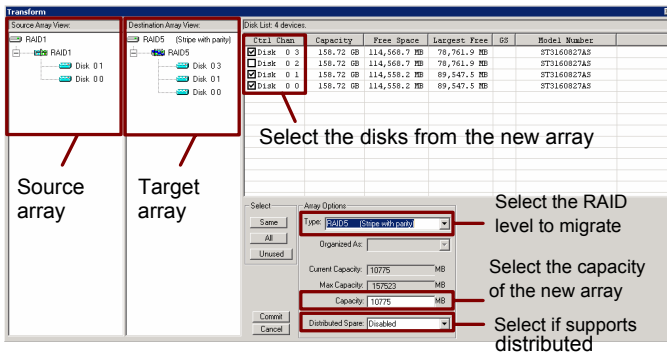 Transform
Source Array View:
RAID1
RAID1
Disk 0 1
Disk 0 0
Source
array
Destination Array View:
RAID5 (Stripe with parity)
RAID5
Disk 0 3
Disk 0 1
Disk 0 0
Target
array
Disk List: 4 devices.
Ctrl Chan Capacity Free Space Largest Free GS Model Number
Disk 0 3 158.72 GB 114,568.7 MB 78,761.9 MB ST3160827AS
Disk 0 2 158.72 GB 114,568.7 MB 78,761.9 MB ST3160827AS
Disk 0 1 158.72 GB 114,558.2 MB 89,547.5 MB ST3160827AS
Disk 0 0 158.72 GB 114,558.2 MB 89,547.5 MB ST3160827AS
Select the disks from the new array
Select
Same
All
Unused
Commit
Cancel
Array Options
Type: RAID5 (Stripe with parity)
Organized As:
Current Capacity: 10775 MB
Max Capacity: 157523 MB
Capacity: 10775 MB
Distributed Spare: Disabled
Select the RAID
level to migrate
Select the capacity
of the new array
Select if supports
distributed